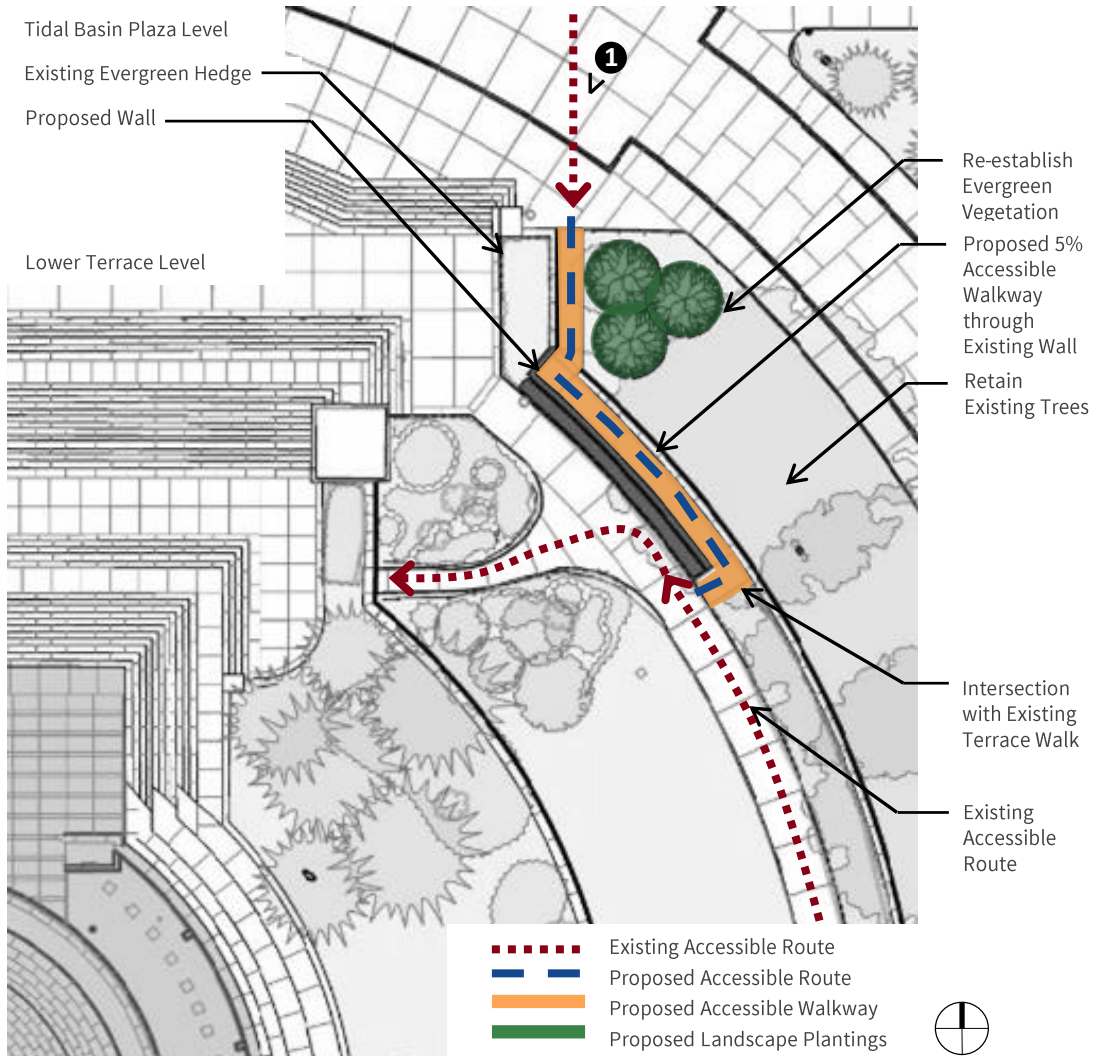 Tidal Basin Plaza Level
Existing Evergreen Hedge
Proposed Wall
Lower Terrace Level
1
Re-establish
Evergreen
Vegetation
Proposed 5%
Accessible
Walkway
through
Existing Wall
Retain
Existing Trees
Intersection
with Existing
Terrace Walk
Existing
Accessible
Route
Existing Accessible Route
Proposed Accessible Route
Proposed Accessible Walkway
Proposed Landscape Plantings